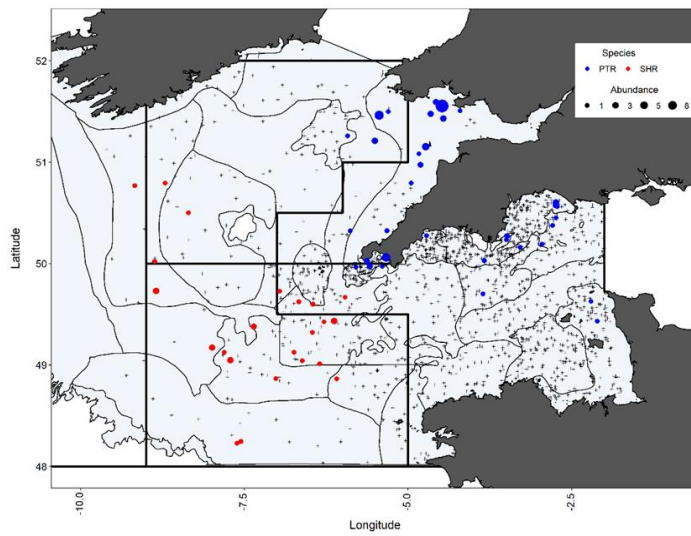 52
51
50
49
48
Latitude
-10.0
-7.5
-5.0
-2.5
Longitude
Species
PTR SHR
Abundance
1 3 5 8